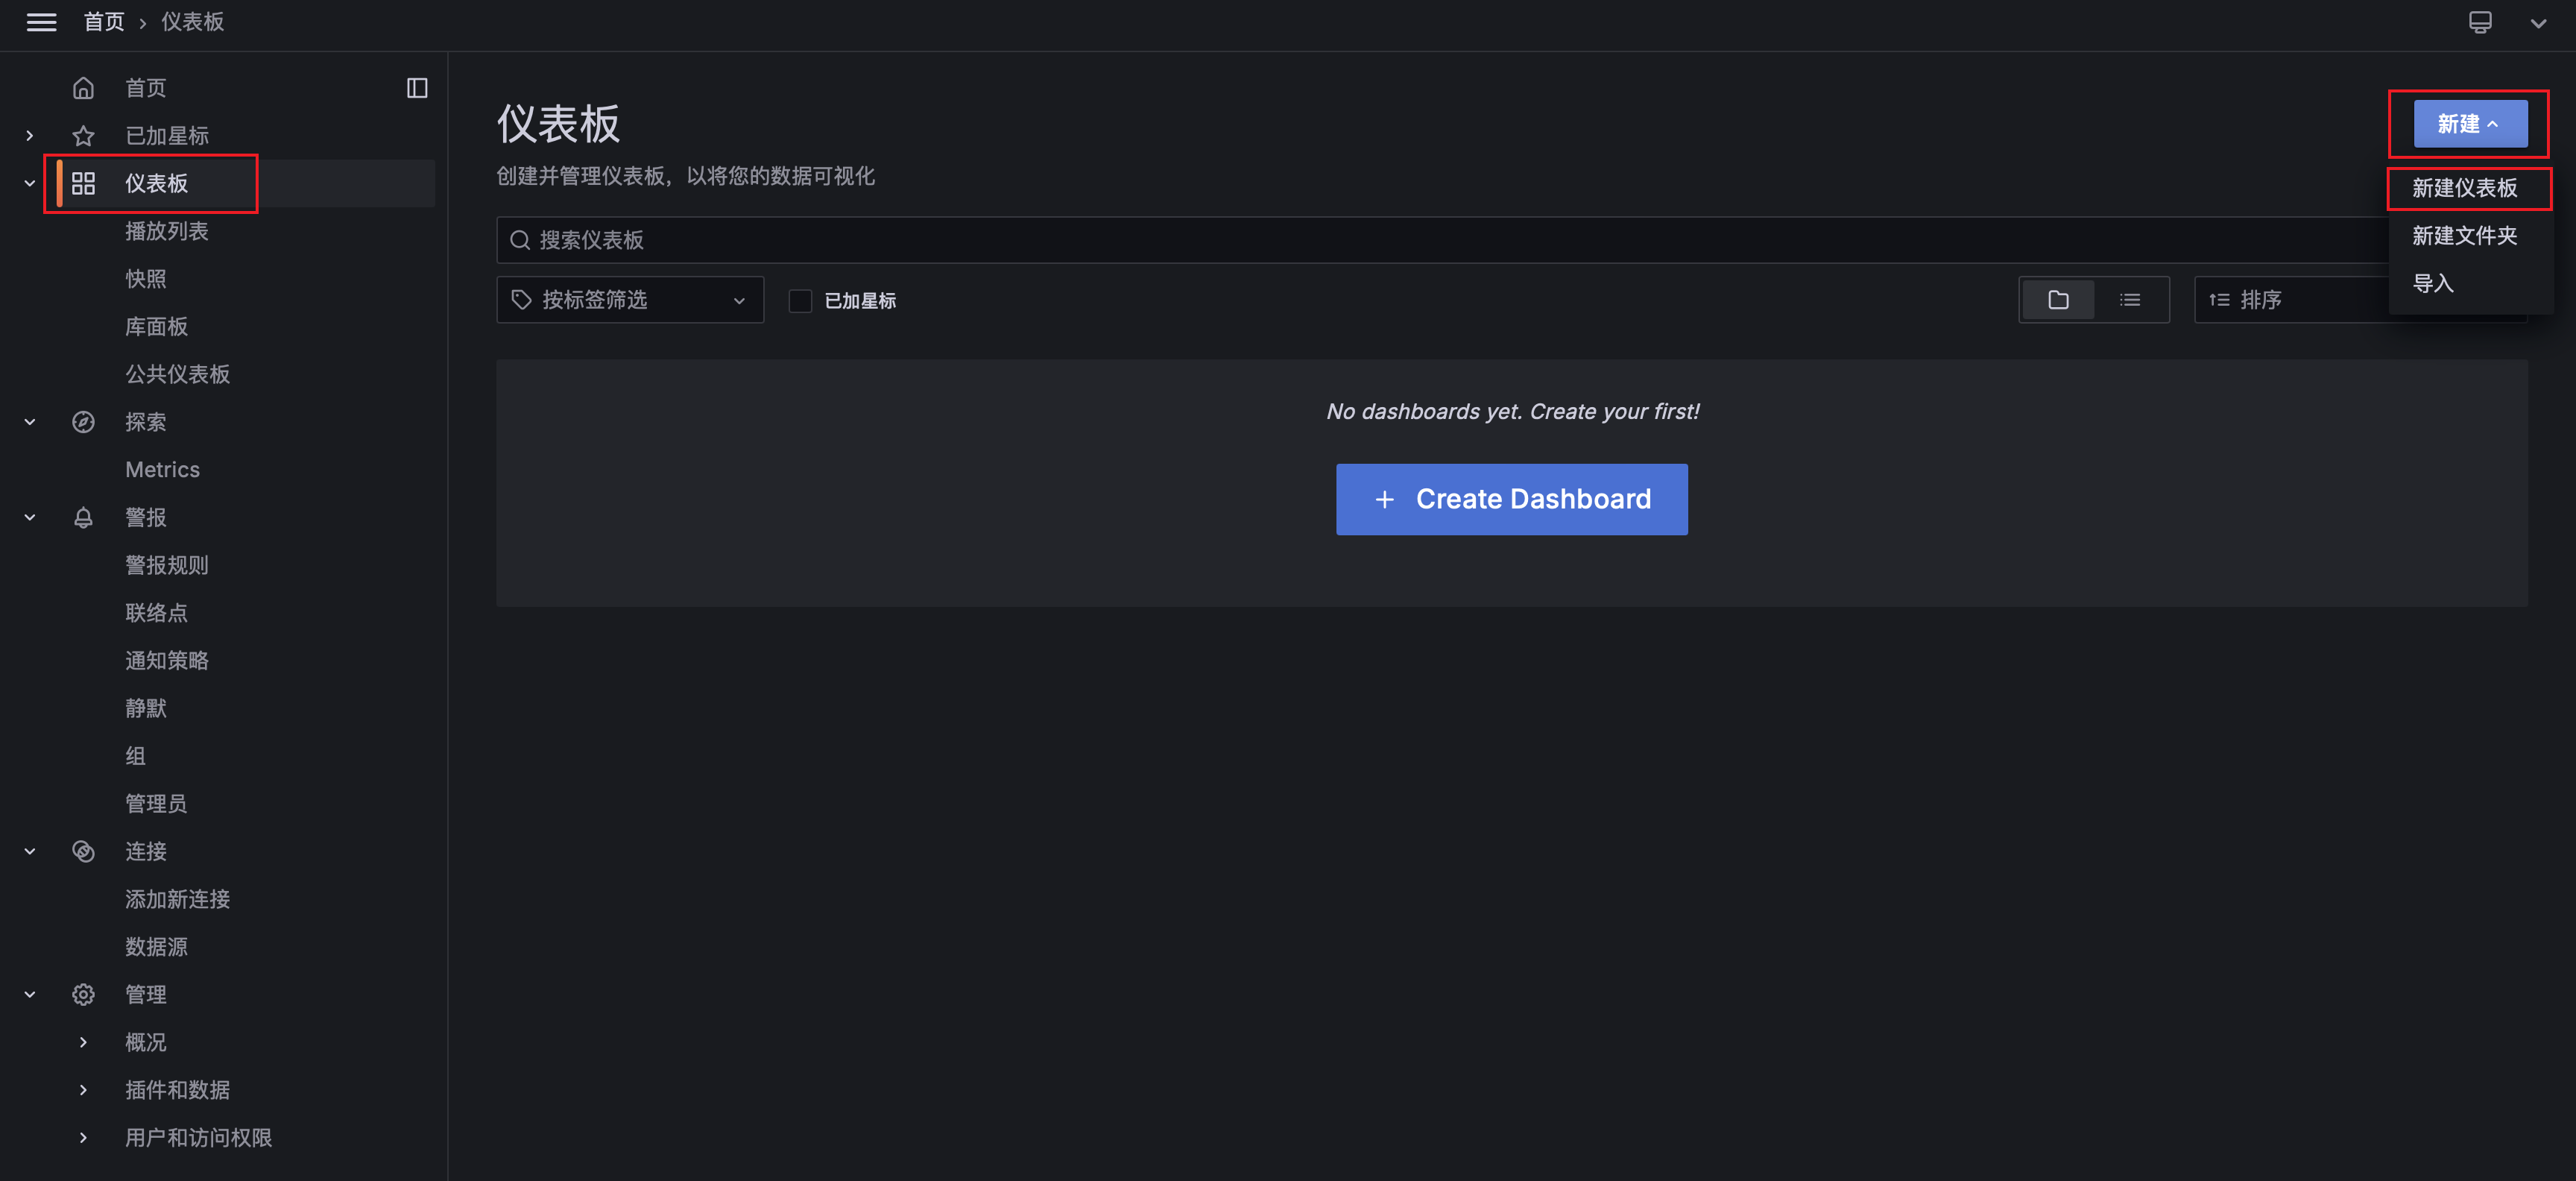 首页 › 仪表板
首页
已加星标
仪表板
播放列表
快照
库面板
公共仪表板
探索
Metrics
警报
警报规则
联络点
通知策略
静默
组
管理员
连接
添加新连接
数据源
管理
概况
插件和数据
用户和访问权限
仪表板
创建并管理仪表板，以将您的数据可视化
新建
新建仪表板
新建文件夹
导入
搜索仪表板
按标签筛选
已加星标
排序
No dashboards yet. Create your first!
+ Create Dashboard